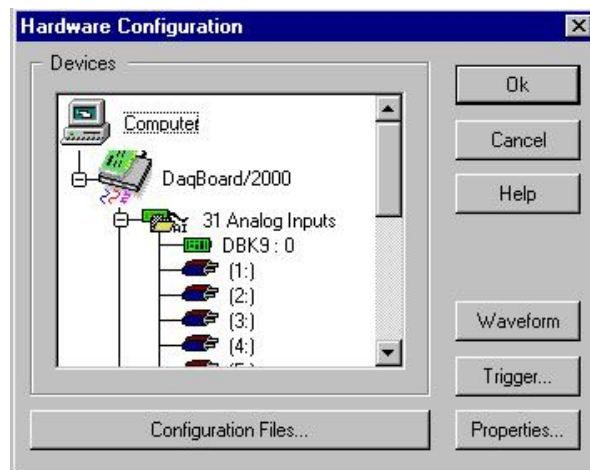 Hardware Configuration
Devices
Computer
DaqBoard/2000
31 Analog Inputs
DBK9 : 0
(1:)
(2:)
(3:)
(4:)
Ok
Cancel
Help
Waveform
Trigger...
Properties...
Configuration Files...